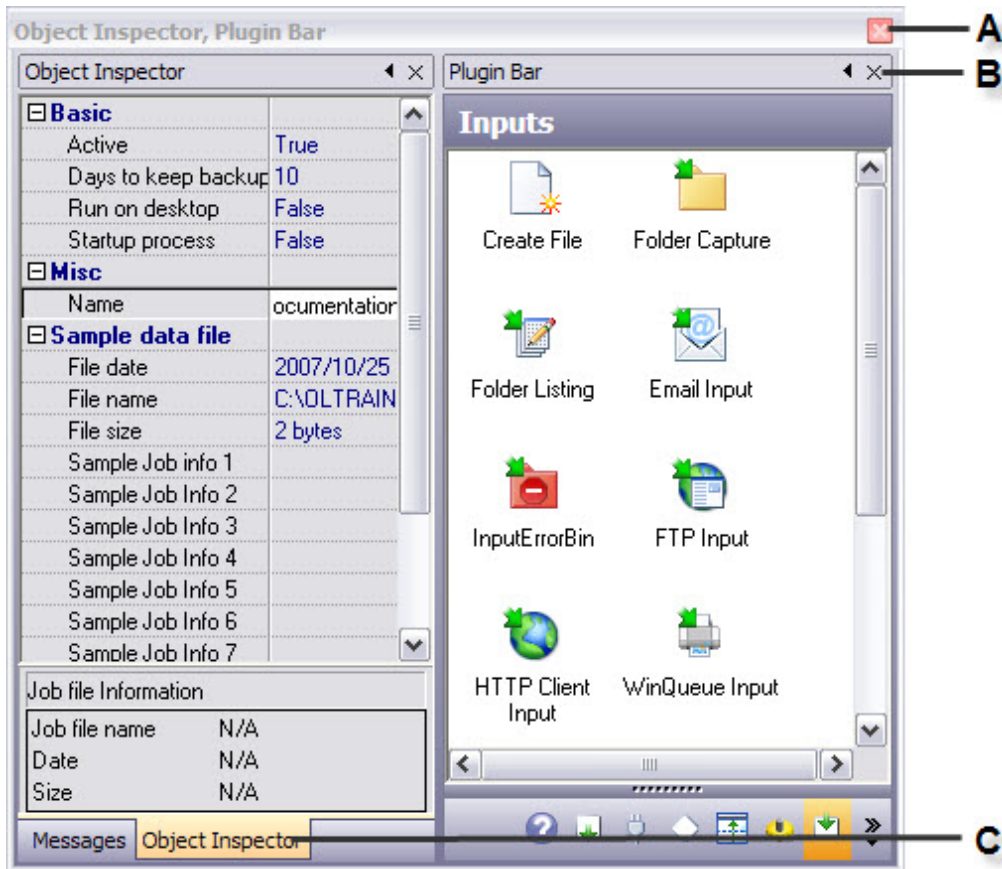 Object Inspector, Plugin Bar
A
Object Inspector
Plugin Bar
B
Basic
Active True
Days to keep backup 10
Run on desktop False
Startup process False
Misc
Name ocumentation
Sample data file
File date 2007/10/25
File name C:\OLTRAIN
File size 2 bytes
Sample Job info 1
Sample Job Info 2
Sample Job Info 3
Sample Job Info 4
Sample Job Info 5
Sample Job Info 6
Sample Job Info 7
Job file Information
Job file name N/A
Date N/A
Size N/A
Messages
Object Inspector
Inputs
Create File
Folder Capture
Folder Listing
Email Input
InputErrorBin
FTP Input
HTTP Client
Input
WinQueue Input
C